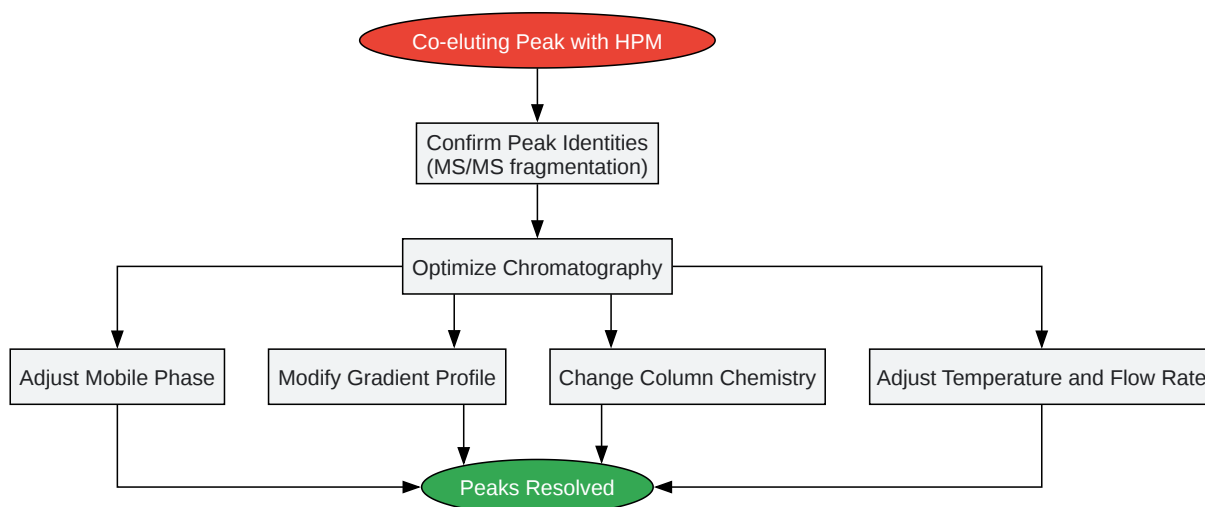 Co-eluting Peak with HPM
Confirm Peak Identities
(MS/MS fragmentation)
Optimize Chromatography
Adjust Mobile Phase
Modify Gradient Profile
Change Column Chemistry
Adjust Temperature and Flow Rate
Peaks Resolved